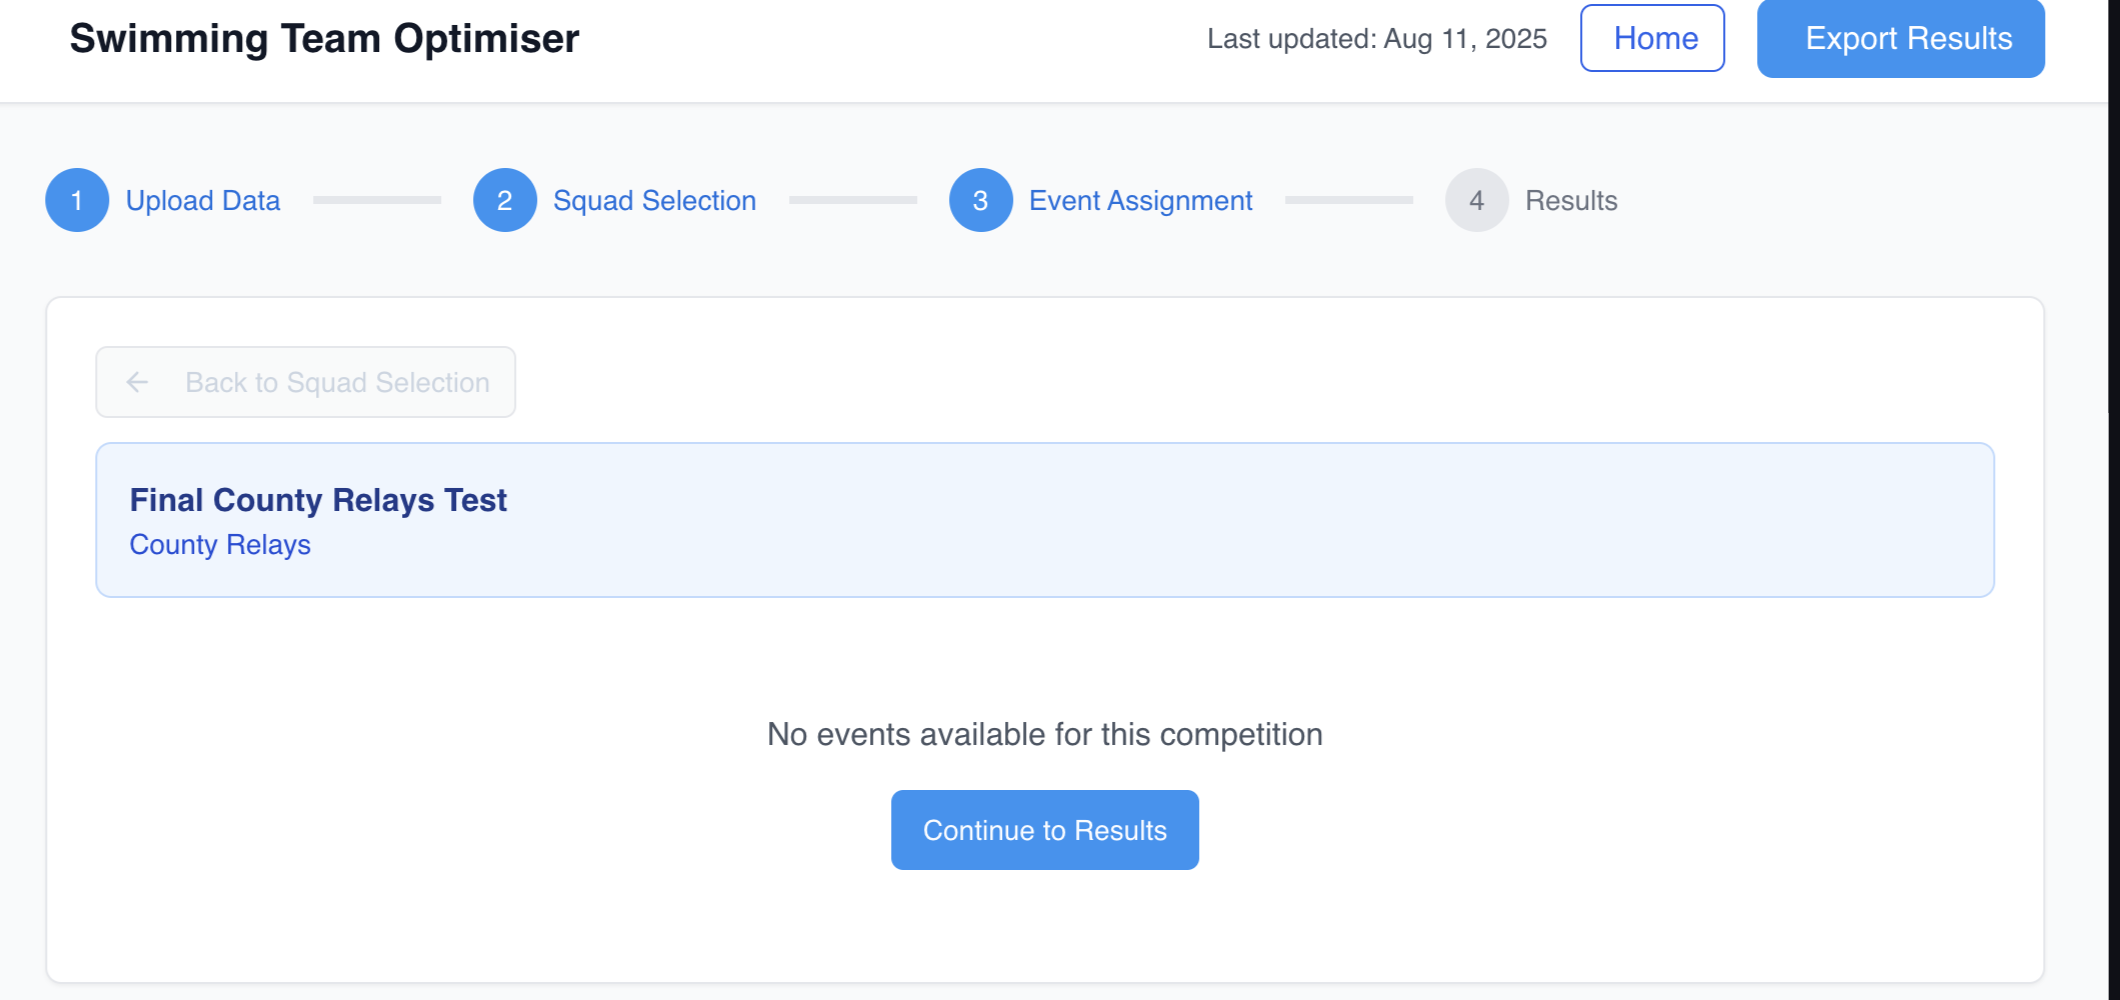 Swimming Team Optimiser
Last updated: Aug 11, 2025
Home
Export Results
1 Upload Data
2 Squad Selection
3 Event Assignment
4 Results
← Back to Squad Selection
Final County Relays Test
County Relays
No events available for this competition
Continue to Results